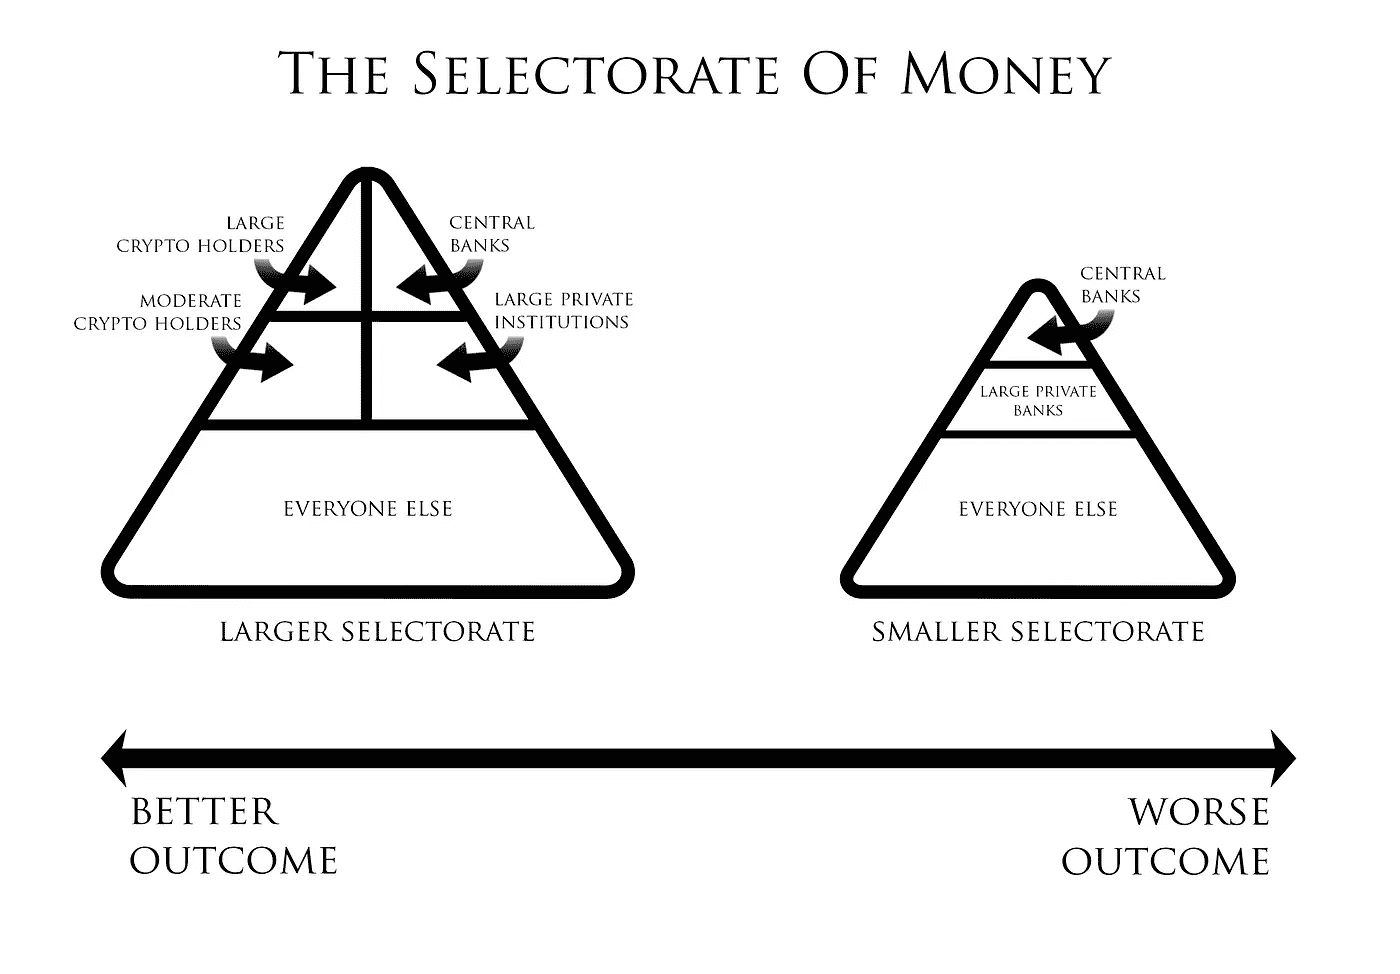 THE SELECTORATE OF MONEY
LARGE
CRYPTO HOLDERS
CENTRAL
BANKS
MODERATE
CRYPTO HOLDERS
LARGE PRIVATE
INSTITUTIONS
EVERYONE ELSE
LARGER SELECTORATE
CENTRAL
BANKS
LARGE PRIVATE
BANKS
EVERYONE ELSE
SMALLER SELECTORATE
BETTER
OUTCOME
WORSE
OUTCOME